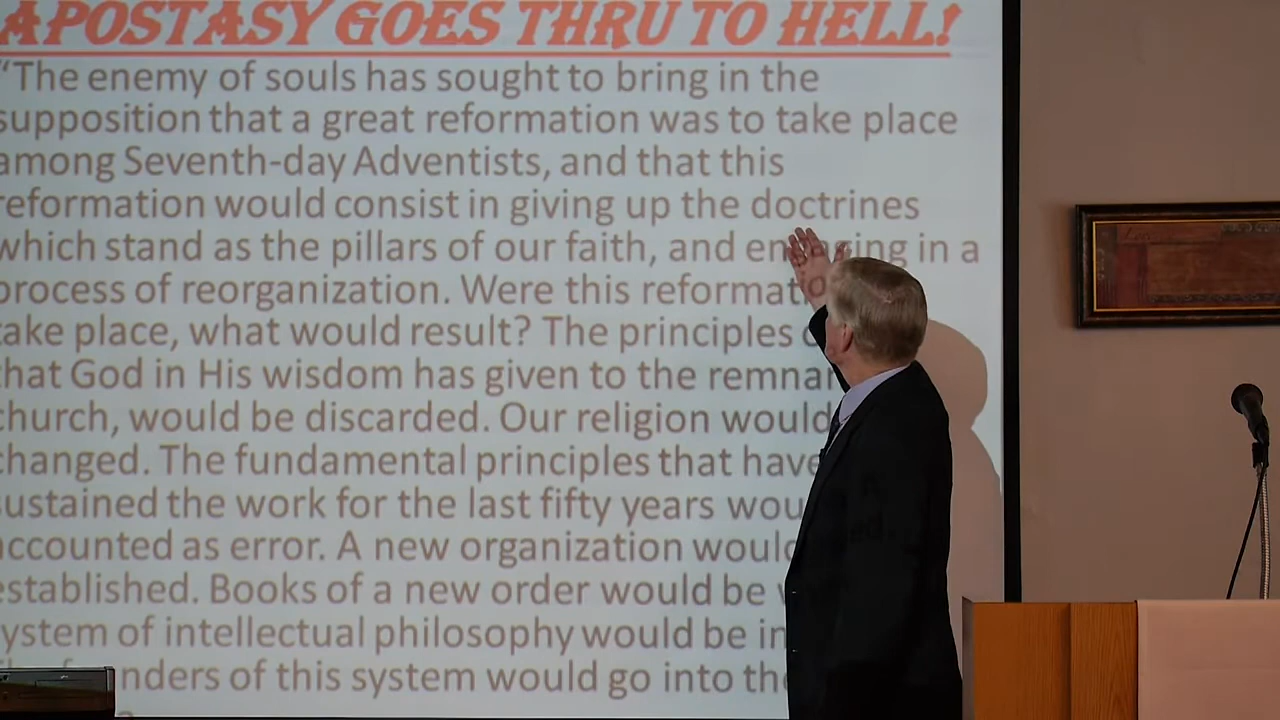 APOSTASY GOES THRU TO HELL!
“The enemy of souls has sought to bring in the
supposition that a great reformation was to take place
among Seventh-day Adventists, and that this
reformation would consist in giving up the doctrines
which stand as the pillars of our faith, and engaging in a
process of reorganization. Were this reformat
take place, what would result? The principles
that God in His wisdom has given to the remnan
church, would be discarded. Our religion would
changed. The fundamental principles that have
sustained the work for the last fifty years wou
accounted as error. A new organization would
established. Books of a new order would be
system of intellectual philosophy would be in
nders of this system would go into the